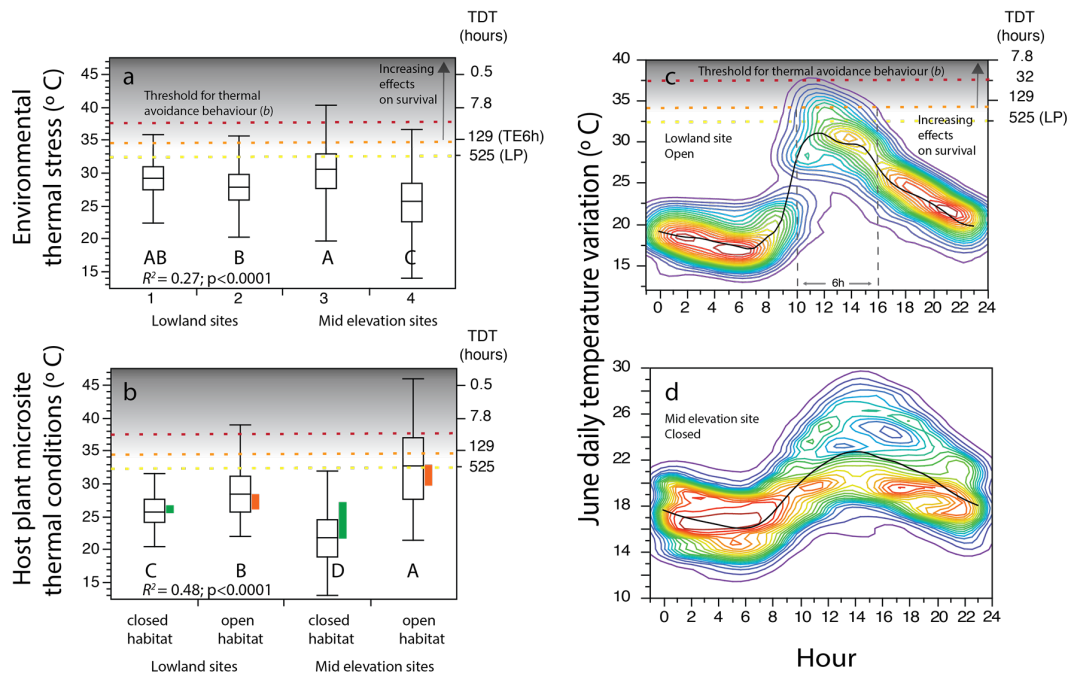 TDT
(hours)
Environmental
thermal stress (º C)
45
40
35
30
25
20
15
a
Increasing
effects
on survival
Threshold for thermal
avoidance behaviour (b)
0.5
7.8
129 (TE6h)
525 (LP)
AB
B
A
C
R² = 0.27; p<0.0001
1
2
3
4
Lowland sites
Mid elevation sites
TDT
(hours)
Host plant microsite
thermal conditions (º C)
45
40
35
30
25
20
15
b
0.5
7.8
129
525
C
B
D
A
R² = 0.48; p<0.0001
closed
habitat
open
habitat
closed
habitat
open
habitat
Lowland sites
Mid elevation sites
June daily temperature variation (º C)
TDT
(hours)
40
35
30
25
20
15
c
Threshold for thermal avoidance behaviour (b)
7.8
32
129
525 (LP)
Lowland site
Open
Increasing
effects
on survival
6h
0 2 4 6 8 10 12 14 16 18 20 22 24
30
26
22
18
14
10
d
Mid elevation site
Closed
0 2 4 6 8 10 12 14 16 18 20 22 24
Hour